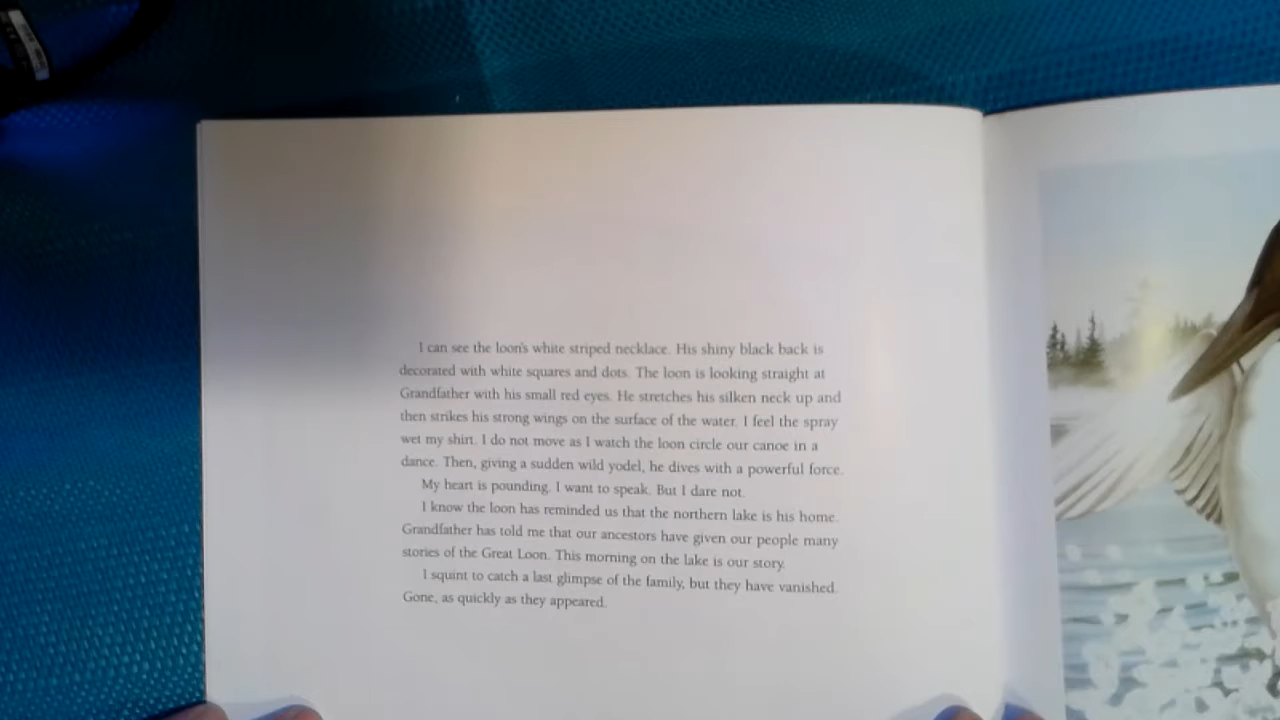 I can see the loon's white striped necklace. His shiny black back is
decorated with white squares and dots. The loon is looking straight at
Grandfather with his small red eyes. He stretches his silken neck up and
then strikes his strong wings on the surface of the water. I feel the spray
wet my shirt. I do not move as I watch the loon circle our canoe in a
dance. Then, giving a sudden wild yodel, he dives with a powerful force.
My heart is pounding. I want to speak. But I dare not.
I know the loon has reminded us that the northern lake is his home.
Grandfather has told me that our ancestors have given our people many
stories of the Great Loon. This morning on the lake is our story.
I squint to catch a last glimpse of the family, but they have vanished.
Gone, as quickly as they appeared.